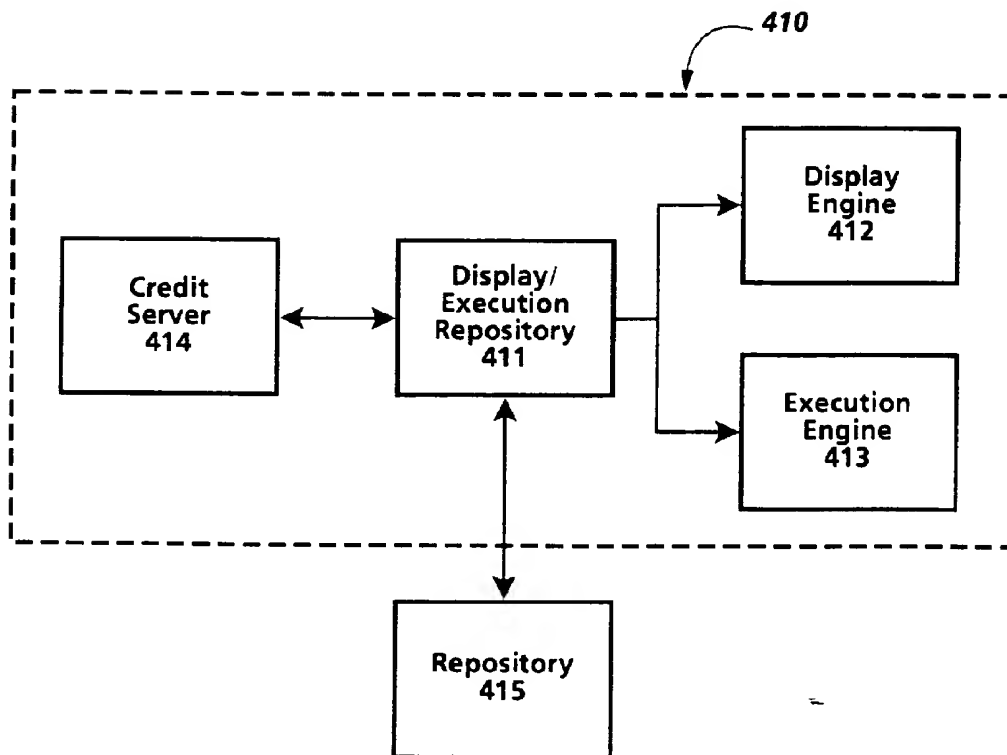 410
Display
Engine
412
Credit
Server
414
Display/
Execution
Repository
411
Execution
Engine
413
Repository
415